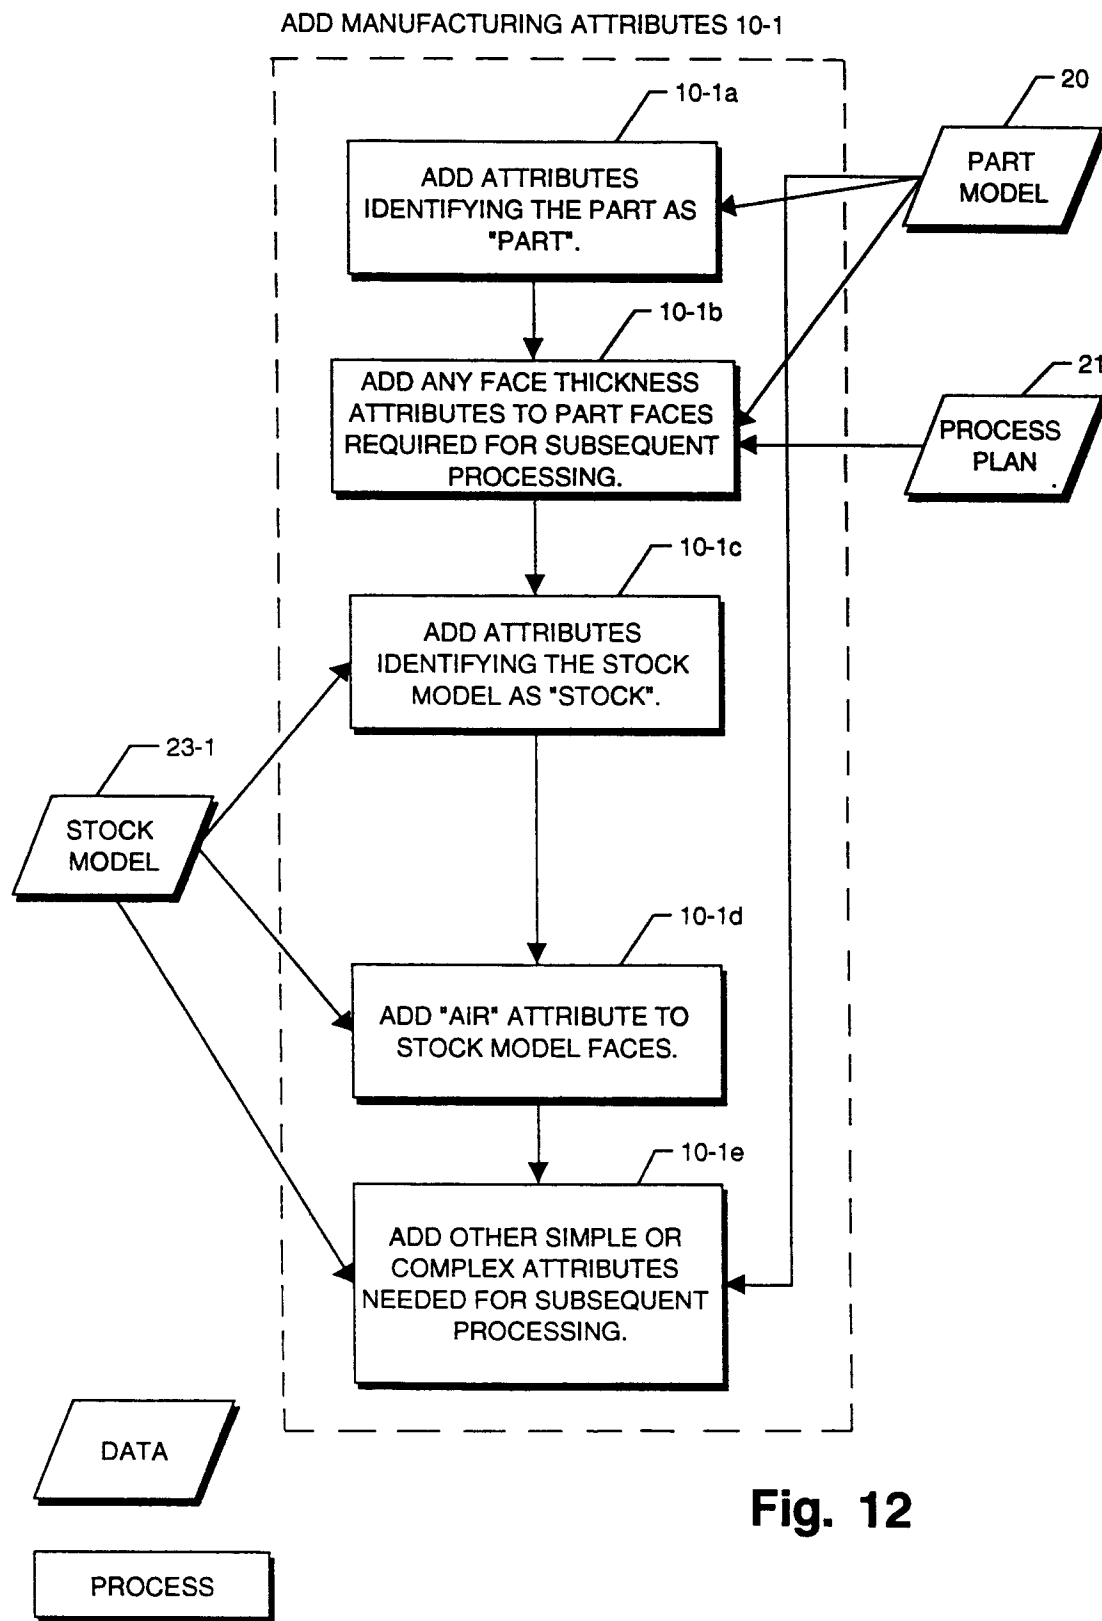 ADD MANUFACTURING ATTRIBUTES 10-1
10-1a
20
ADD ATTRIBUTES
IDENTIFYING THE PART AS
"PART".
PART
MODEL
10-1b
21
ADD ANY FACE THICKNESS
ATTRIBUTES TO PART FACES
REQUIRED FOR SUBSEQUENT
PROCESSING.
PROCESS
PLAN
10-1c
ADD ATTRIBUTES
IDENTIFYING THE STOCK
MODEL AS "STOCK".
23-1
STOCK
MODEL
10-1d
ADD "AIR" ATTRIBUTE TO
STOCK MODEL FACES.
10-1e
ADD OTHER SIMPLE OR
COMPLEX ATTRIBUTES
NEEDED FOR SUBSEQUENT
PROCESSING.
DATA
Fig. 12
PROCESS